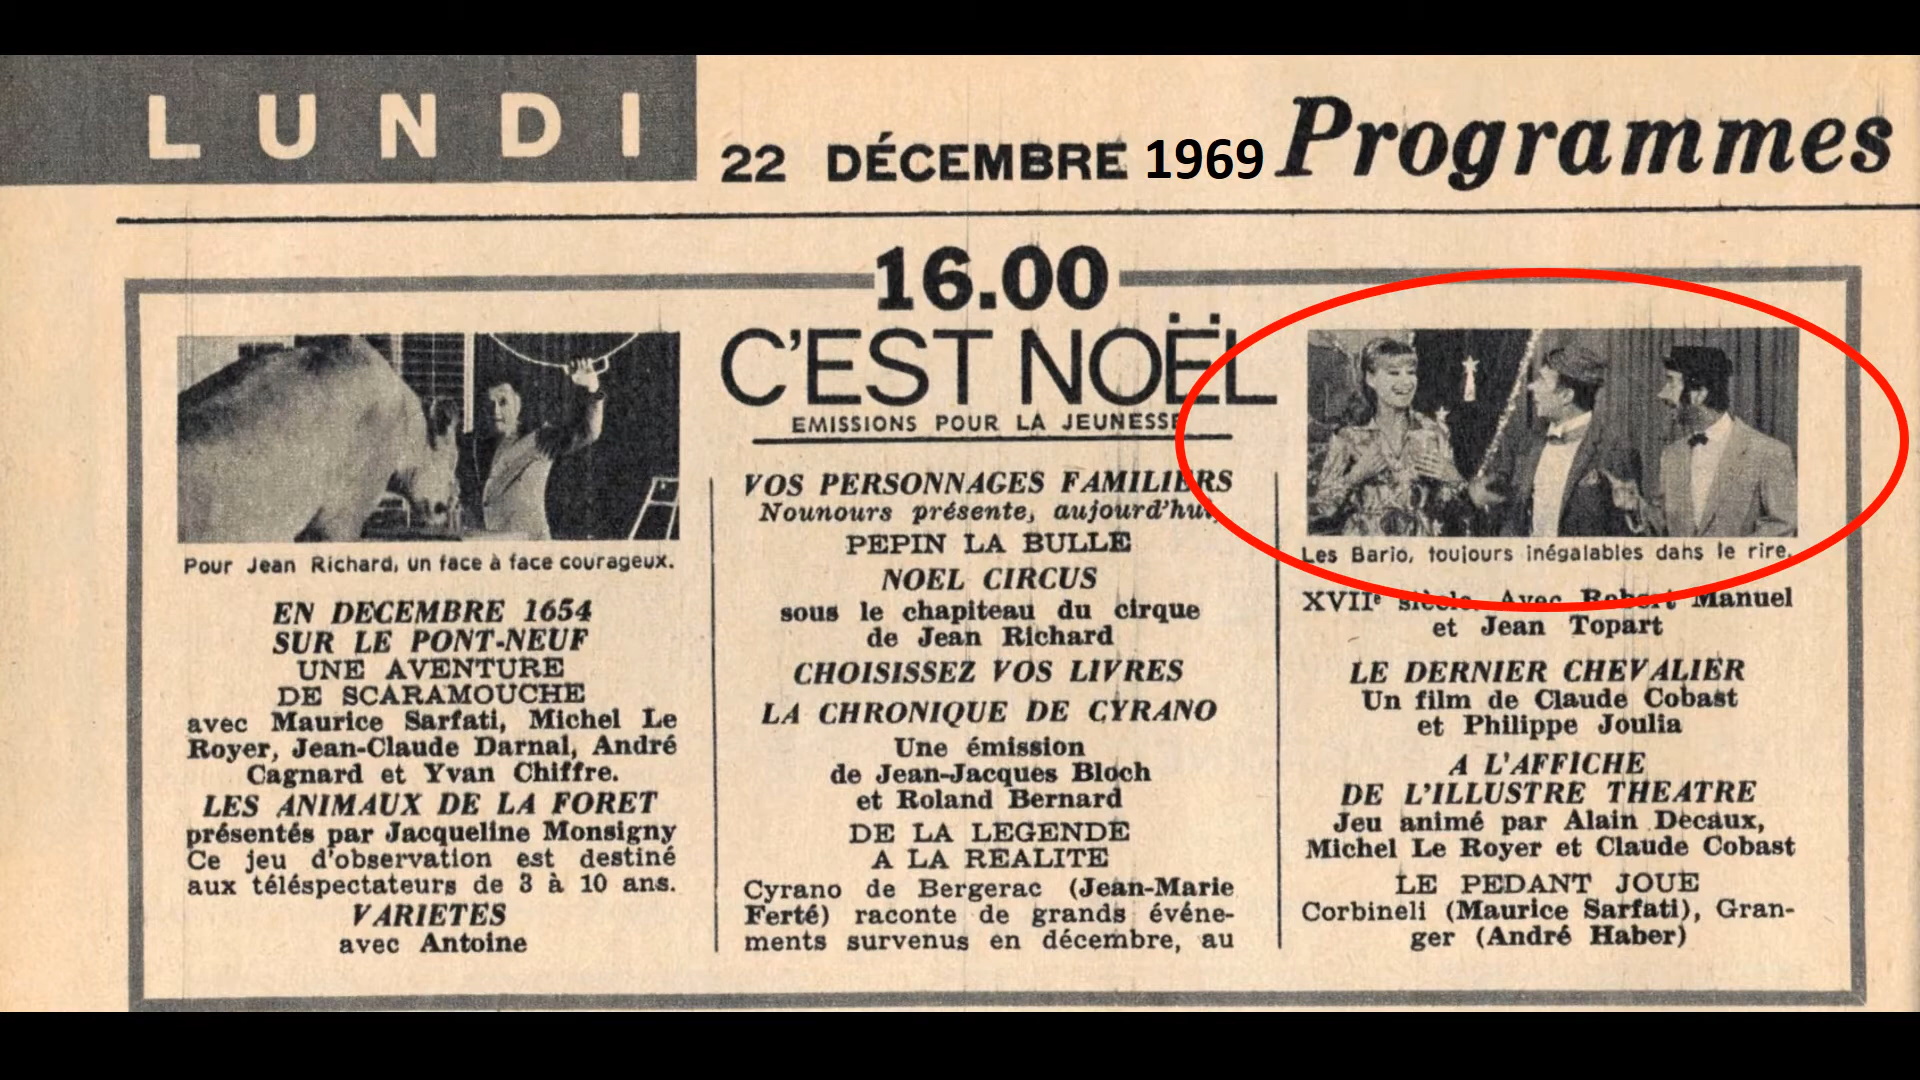 LUNDI
22 DÉCEMBRE 1969 Programmes
16.00
C'EST NOËL
EMISSIONS POUR LA JEUNESSE
Pour Jean Richard, un face à face courageux.
EN DECEMBRE 1654
SUR LE PONT-NEUF
UNE AVENTURE
DE SCARAMOUCHE
avec Maurice Sarfati, Michel Le
Royer, Jean-Claude Darnal, André
Cagnard et Yvan Chiffre.
LES ANIMAUX DE LA FORET
présentés par Jacqueline Monsigny
Ce jeu d'observation est destiné
aux téléspectateurs de 3 à 10 ans.
VARIETES
avec Antoine
VOS PERSONNAGES FAMILIERS
Nounours présente, aujourd'hui,
PEPIN LA BULLE
NOEL CIRCUS
sous le chapiteau du cirque
de Jean Richard
CHOISISSEZ VOS LIVRES
LA CHRONIQUE DE CYRANO
Une émission
de Jean-Jacques Bloch
et Roland Bernard
DE LA LEGENDE
A LA REALITE
Cyrano de Bergerac (Jean-Marie
Ferté) raconte de grands événe-
ments survenus en décembre, au
Les Bario, toujours inégalables dans le rire.
XVIIe siècle. Avec Robert Manuel
et Jean Topart
LE DERNIER CHEVALIER
Un film de Claude Cobast
et Philippe Joulia
A L'AFFICHE
DE L'ILLUSTRE THEATRE
Jeu animé par Alain Decaux,
Michel Le Royer et Claude Cobast
LE PEDANT JOUE
Corbineli (Maurice Sarfati), Gran-
ger (André Haber)